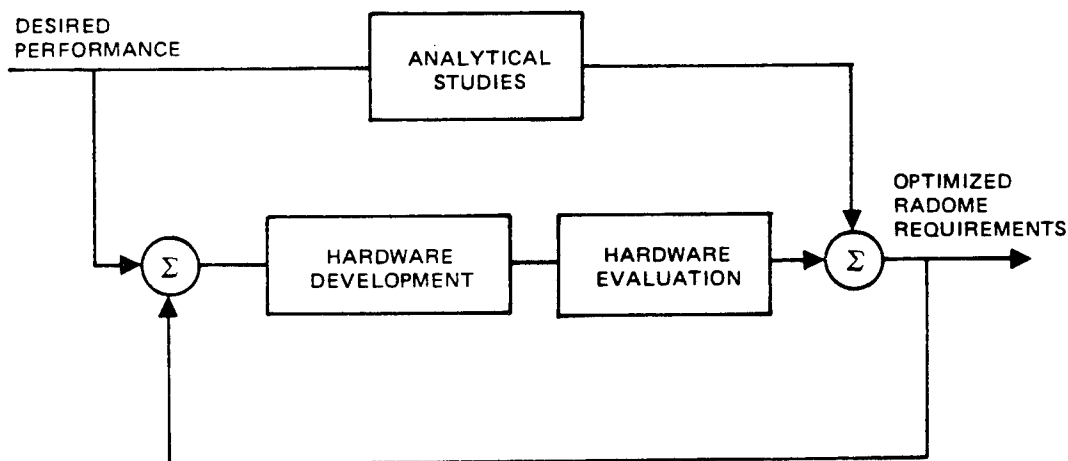 DESIRED
PERFORMANCE
ANALYTICAL
STUDIES
OPTIMIZED
RADOME
REQUIREMENTS
Σ
HARDWARE
DEVELOPMENT
HARDWARE
EVALUATION
Σ